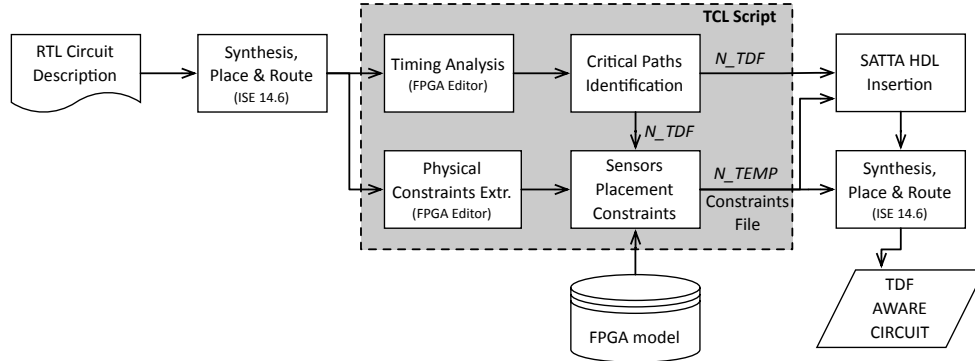 TCL Script
RTL Circuit
Description
Synthesis,
Place & Route
(ISE 14.6)
Timing Analysis
(FPGA Editor)
Critical Paths
Identification
N_TDF
SATTA HDL
Insertion
N_TDF
Physical
Constraints Extr.
(FPGA Editor)
Sensors
Placement
Constraints
N_TEMP
Constraints
File
Synthesis,
Place & Route
(ISE 14.6)
FPGA model
TDF
AWARE
CIRCUIT